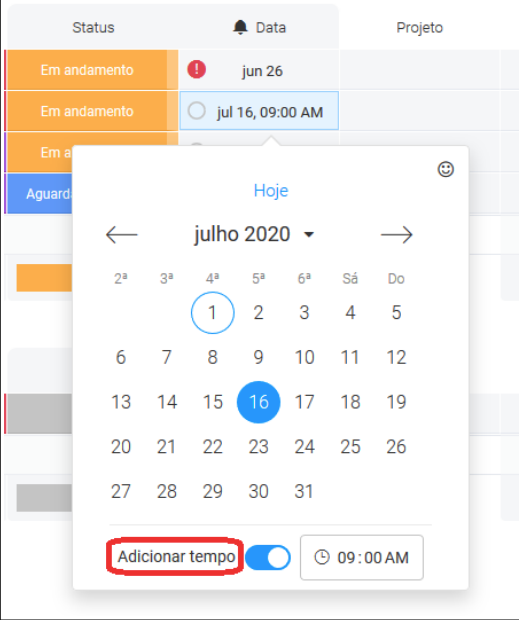 Status Data Projeto
Em andamento ! jun 26
Em andamento jul 16, 09:00 AM
Em a
Aguard
Hoje
julho 2020
2ª 3ª 4ª 5ª 6ª Sá Do
1 2 3 4 5
6 7 8 9 10 11 12
13 14 15 16 17 18 19
20 21 22 23 24 25 26
27 28 29 30 31
Adicionar tempo 09:00 AM